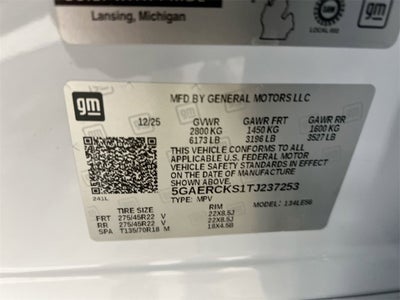 Lansing, Michigan
LOCAL 602
gm
gm
MFD BY GENERAL MOTORS LLC
12/25 GVWR GAWR FRT GAWR RR
2800 KG 1450 KG 1600 KG
6173 LB 3196 LB 3527 LB
THIS VEHICLE CONFORMS TO ALL
APPLICABLE U.S. FEDERAL MOTOR
VEHICLE SAFETY STANDARDS IN
EFFECT ON THE DATE OF
MANUFACTURE SHOWN ABOVE.
5GAERCKS1TJ237253
TYPE: MPV MODEL: 134LE56
241L
TIRE SIZE RIM
FRT 275/45R22 V 22X8.5J
RR 275/45R22 V 22X8.5J
SPA T135/70R18 M 18X4.5B